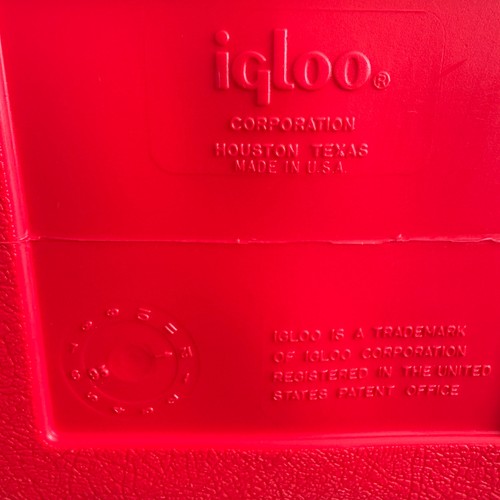 igloo®
CORPORATION
HOUSTON TEXAS
MADE IN U.S.A.
IGLOO IS A TRADEMARK
OF IGLOO CORPORATION
REGISTERED IN THE UNITED
STATES PATENT OFFICE
93